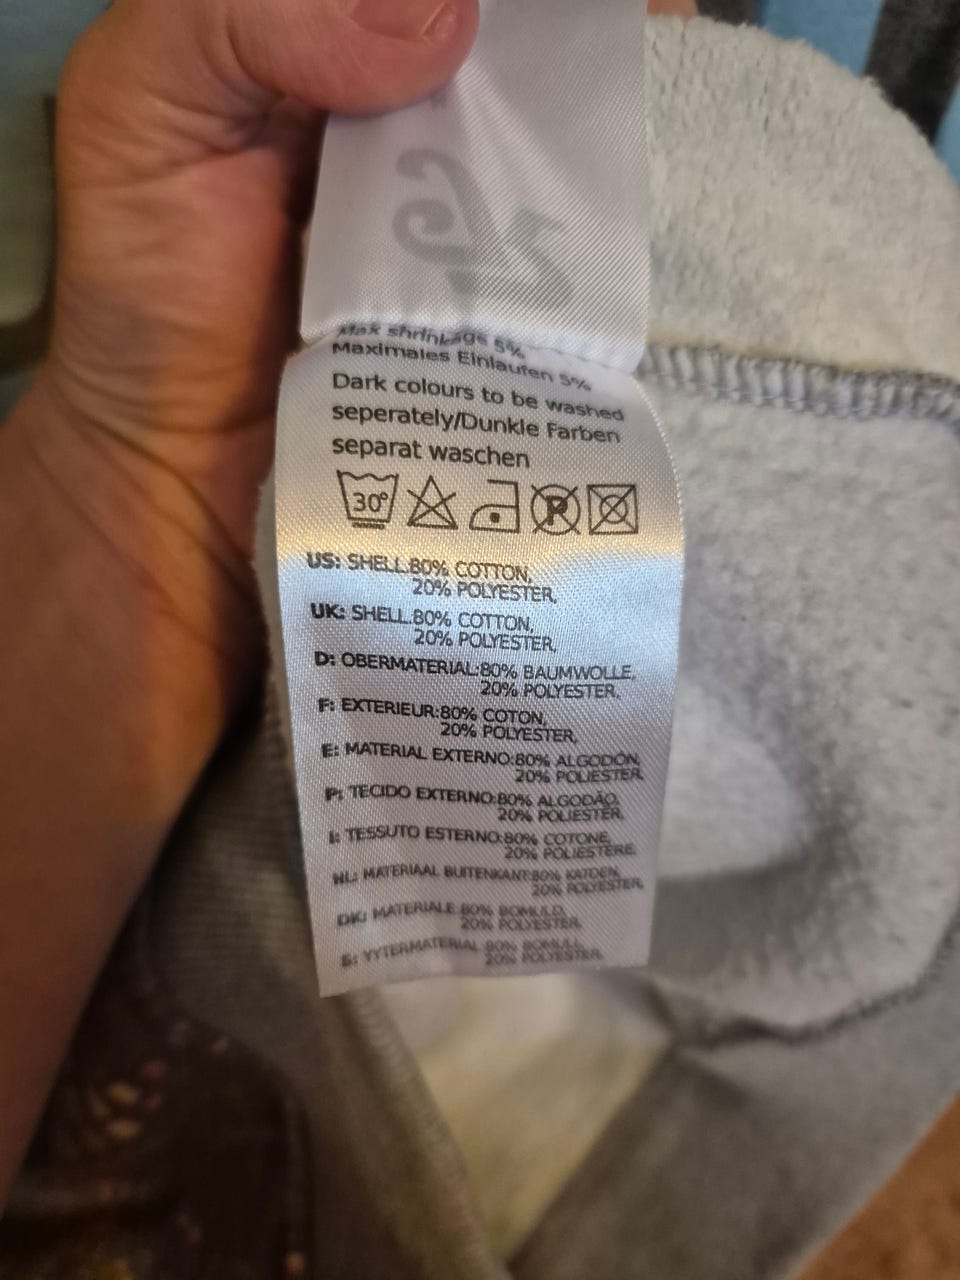 Max shrinkage 5%
Maximales Einlaufen 5%
Dark colours to be washed
seperately/Dunkle Farben
separat waschen
30°
P
US: SHELL:80% COTTON,
20% POLYESTER,
UK: SHELL:80% COTTON,
20% POLYESTER,
D: OBERMATERIAL:80% BAUMWOLLE,
20% POLYESTER,
F: EXTERIEUR:80% COTON,
20% POLYESTER,
E: MATERIAL EXTERNO:80% ALGODÓN,
20% POLIESTER,
P: TECIDO EXTERNO:80% ALGODÃO,
20% POLIESTER,
I: TESSUTO ESTERNO:80% COTONE,
20% POLIESTERE,
NL: MATERIAAL BUITENKANT:80% KATOEN,
20% POLYESTER,
DK: MATERIALE:80% BOMULD,
20% POLYESTER,
S: YYTERMATERIAL:80% BOMULL,
20% POLYESTER,